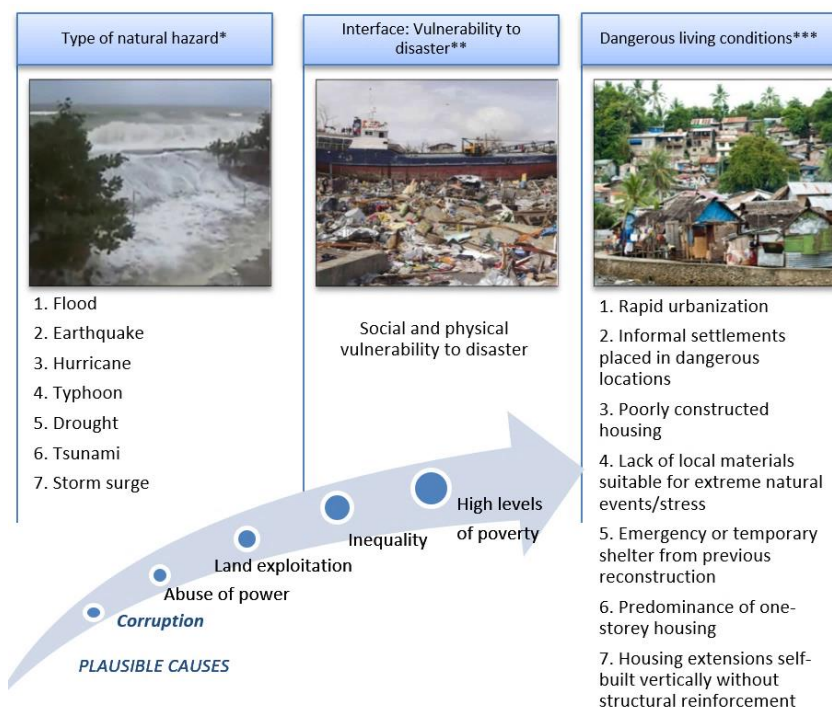 Type of natural hazard*
1. Flood
2. Earthquake
3. Hurricane
4. Typhoon
5. Drought
6. Tsunami
7. Storm surge
Interface: Vulnerability to
disaster**
Social and physical
vulnerability to disaster
Dangerous living conditions***
1. Rapid urbanization
2. Informal settlements
placed in dangerous
locations
3. Poorly constructed
housing
4. Lack of local materials
suitable for extreme natural
events/stress
5. Emergency or temporary
shelter from previous
reconstruction
6. Predominance of one-
storey housing
7. Housing extensions self-
built vertically without
structural reinforcement
High levels
of poverty
Inequality
Land exploitation
Abuse of power
Corruption
PLAUSIBLE CAUSES